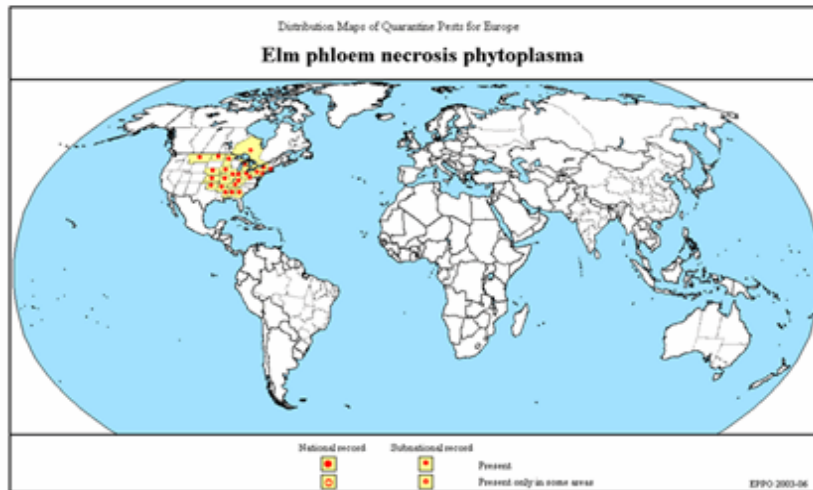 Distribution Maps of Quarantine Pests for Europe
Elm phloem necrosis phytoplasma
National record Subnational record
Present
Present only in some areas
EPPO 2003-06